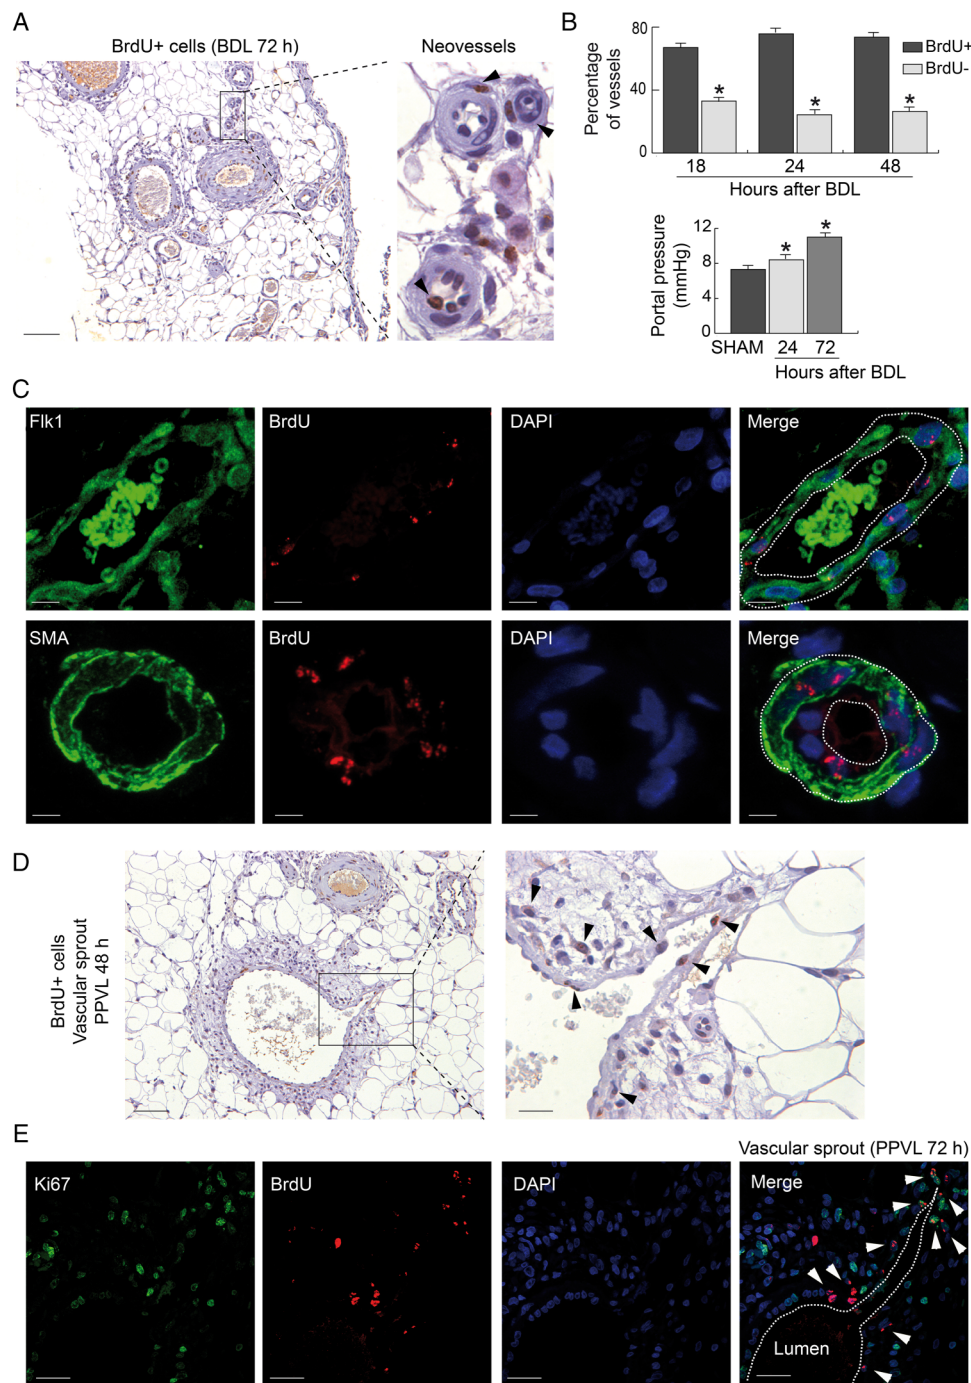 A
BrdU+ cells (BDL 72 h)
Neovessels
B
Percentage
of vessels
80
40
0
BrdU+
BrdU-
*
*
*
18
24
48
Hours after BDL
Portal pressure
(mmHg)
12
8
4
0
*
*
SHAM
24
72
Hours after BDL
C
Flk1
BrdU
DAPI
Merge
SMA
BrdU
DAPI
Merge
D
BrdU+ cells
Vascular sprout
PPVL 48 h
E
Vascular sprout (PPVL 72 h)
Ki67
BrdU
DAPI
Merge
Lumen